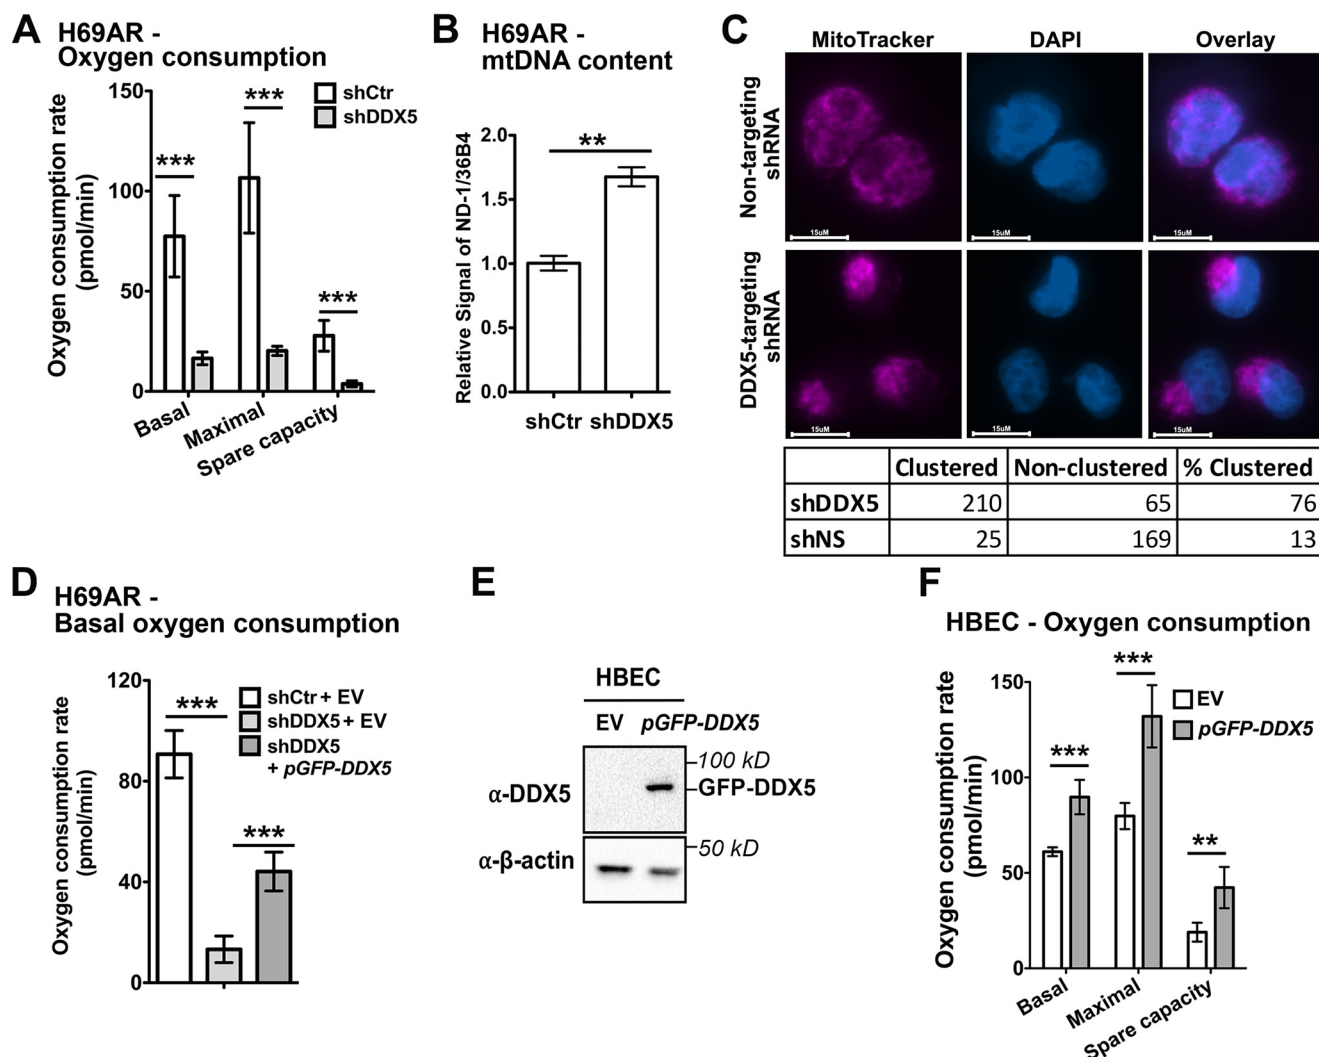 A
H69AR -
Oxygen consumption
Oxygen consumption rate
(pmol/min)
150
100
50
0
***
***
***
shCtr
shDDX5
Basal
Maximal
Spare capacity
B
H69AR -
mtDNA content
Relative Signal of ND-1/36B4
2.0
1.5
1.0
0.5
0.0
**
shCtr shDDX5
C
MitoTracker
DAPI
Overlay
Non-targeting
shRNA
15uM
15uM
15uM
DDX5-targeting
shRNA
15uM
15uM
15uM
Clustered Non-clustered % Clustered
shDDX5 210 65 76
shNS 25 169 13
D
H69AR -
Basal oxygen consumption
Oxygen consumption rate
(pmol/min)
120
80
40
0
***
***
shCtr + EV
shDDX5 + EV
shDDX5
+ pGFP-DDX5
E
HBEC
EV pGFP-DDX5
α-DDX5
100 kD
GFP-DDX5
α-β-actin
50 kD
F
HBEC - Oxygen consumption
Oxygen consumption rate
(pmol/min)
150
100
50
0
***
***
**
EV
pGFP-DDX5
Basal
Maximal
Spare capacity